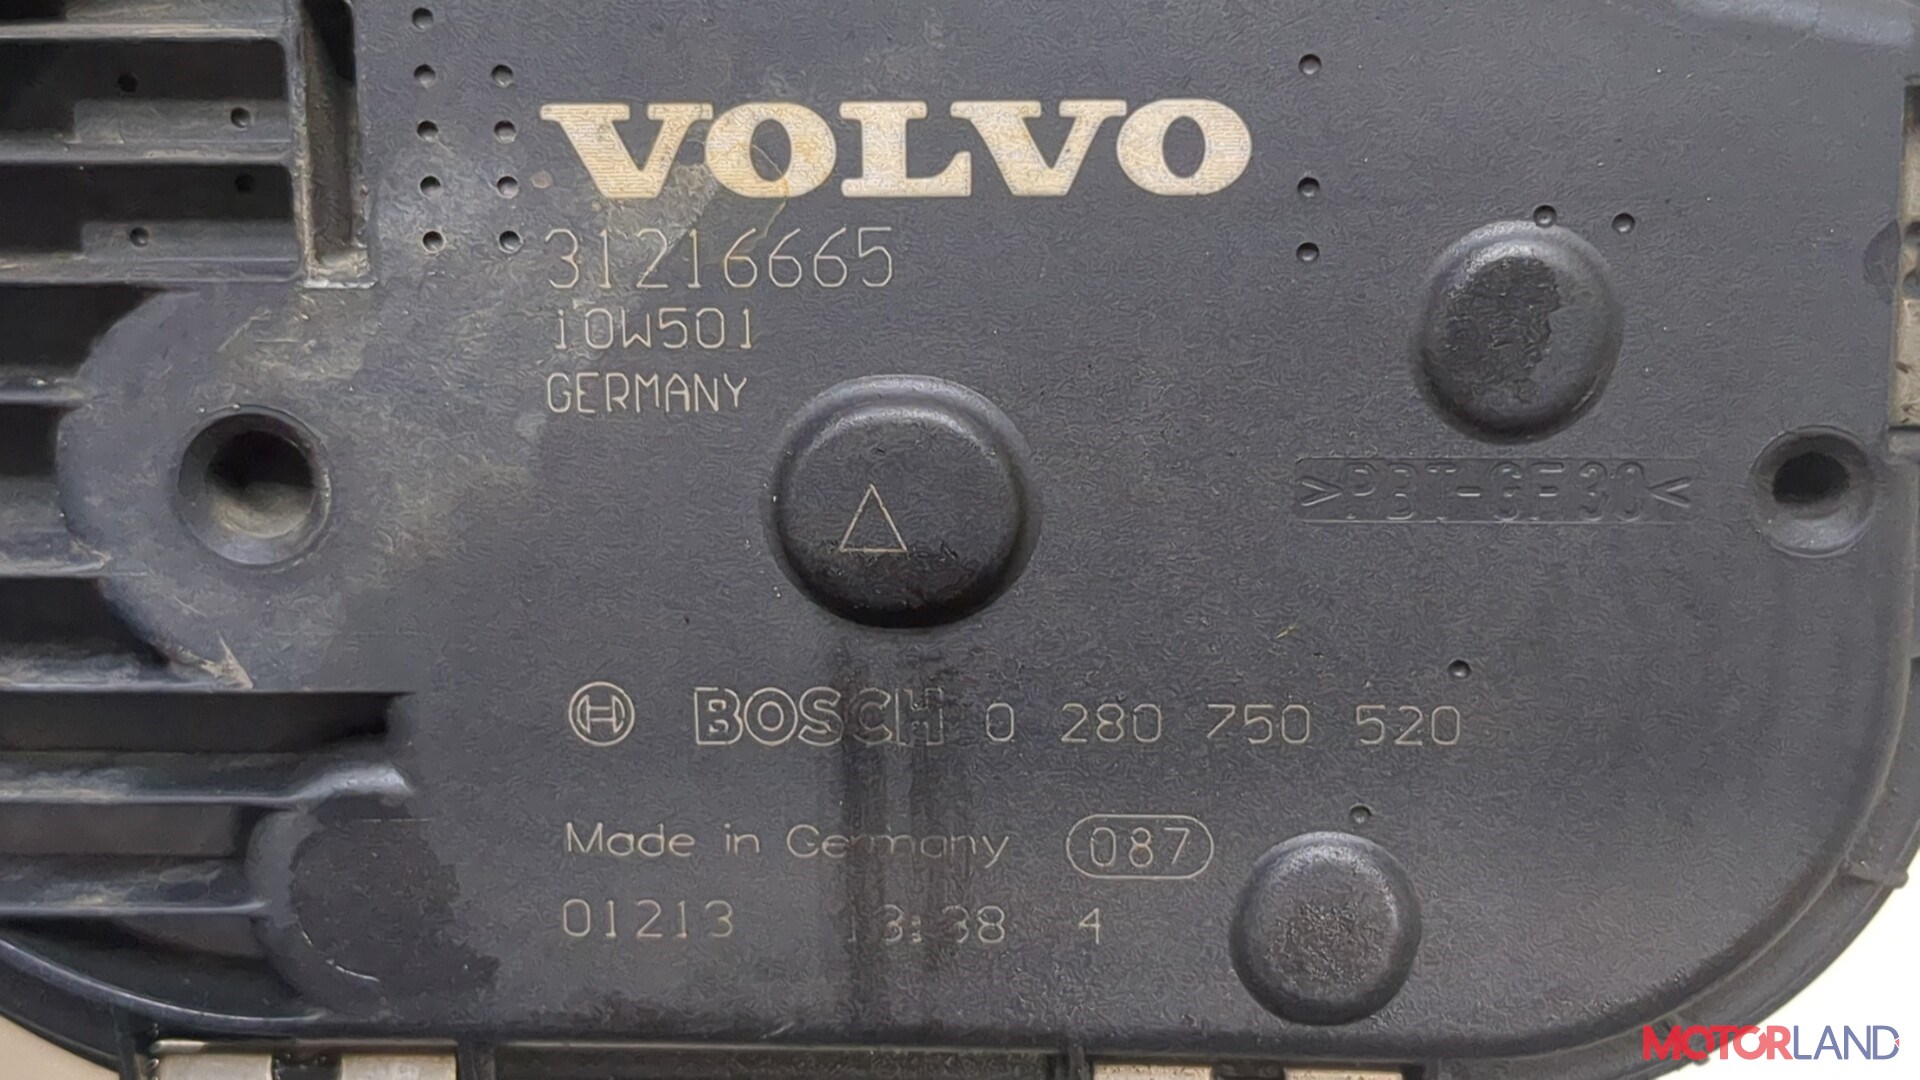 VOLVO
31216665
10W501
GERMANY
>PBT-GF30<
BOSCH 0 280 750 520
Made in Germany 087
01213 13:38 4
MOTORLAND